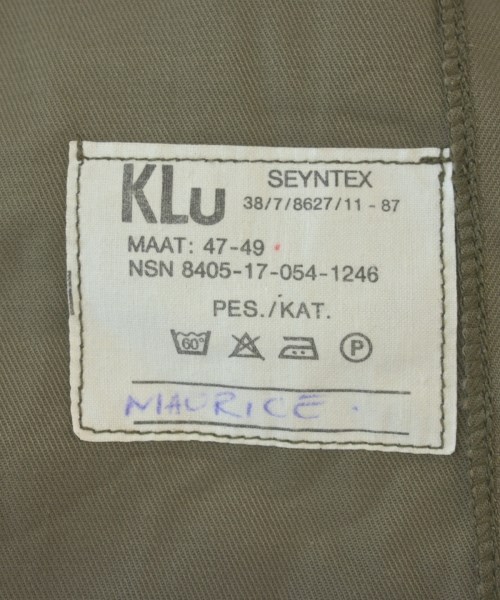 KLu SEYNTEX
38/7/8627/11 - 87
MAAT: 47-49
NSN 8405-17-054-1246
PES./KAT.
60° P
MAURICE.